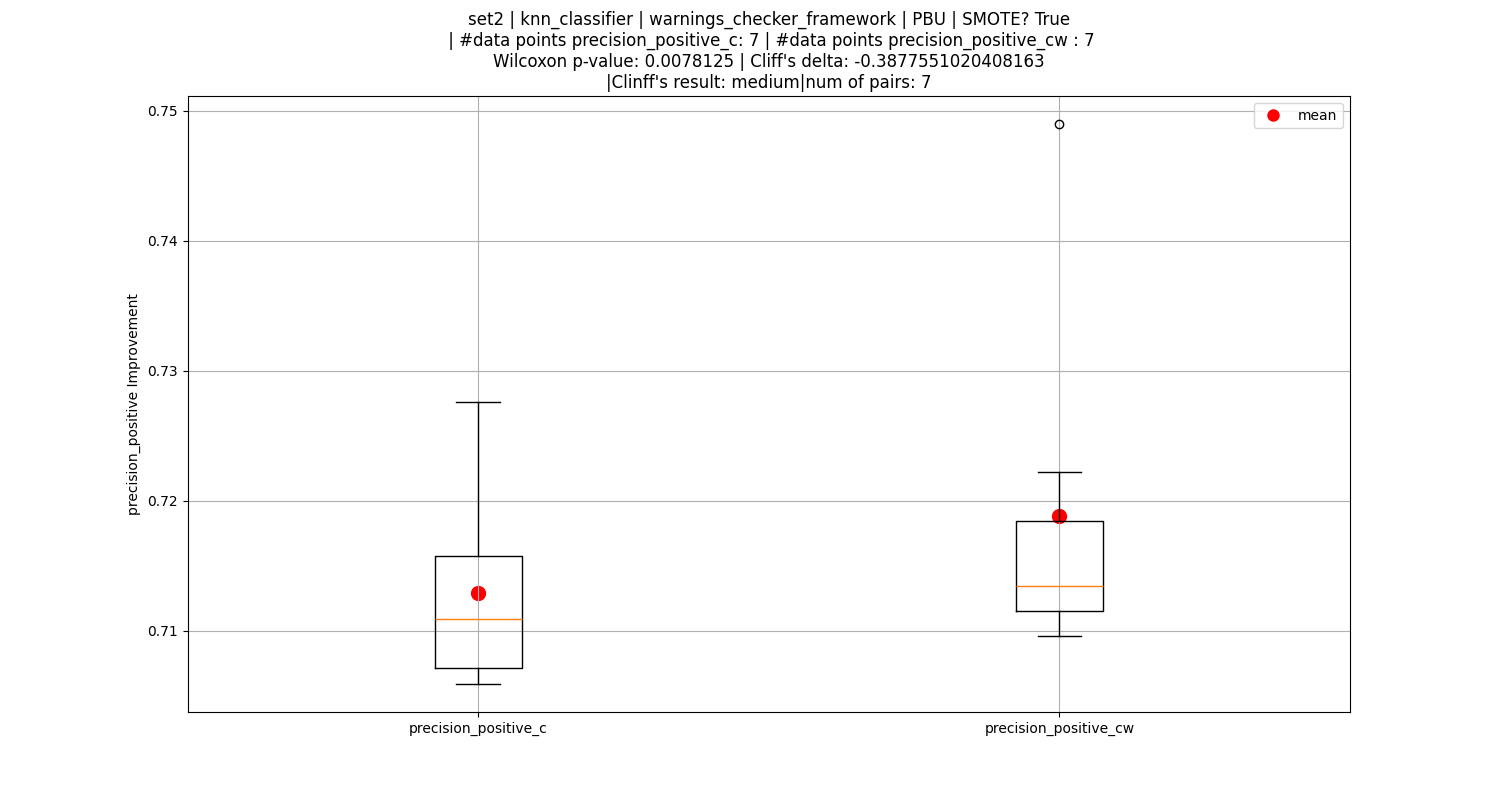 set2 | knn_classifier | warnings_checker_framework | PBU | SMOTE? True
| #data points precision_positive_c: 7 | #data points precision_positive_cw : 7
Wilcoxon p-value: 0.0078125 | Cliff's delta: -0.3877551020408163
|Clinff's result: medium|num of pairs: 7
mean
0.75
0.74
0.73
0.72
0.71
precision_positive Improvement
precision_positive_c
precision_positive_cw